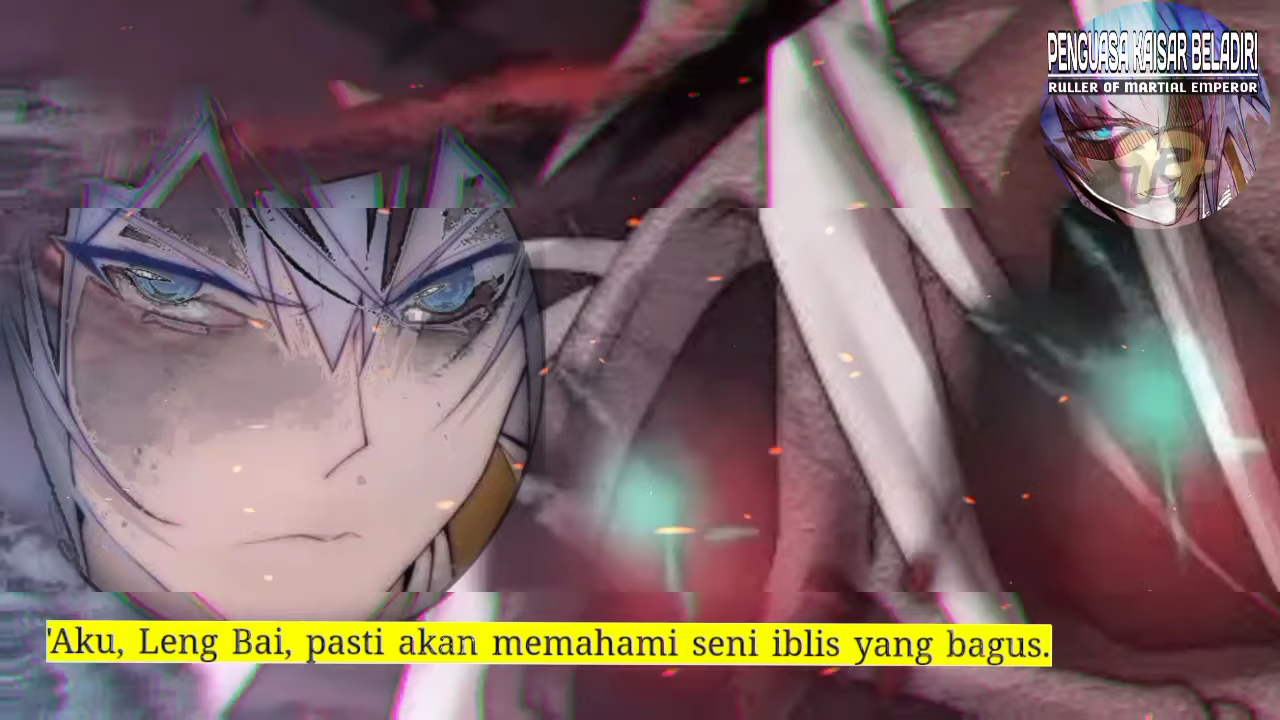 PENGUASA KAISAR BELADIRI
RULLER OF MARTIAL EMPEROR
'Aku, Leng Bai, pasti akan memahami seni iblis yang bagus.